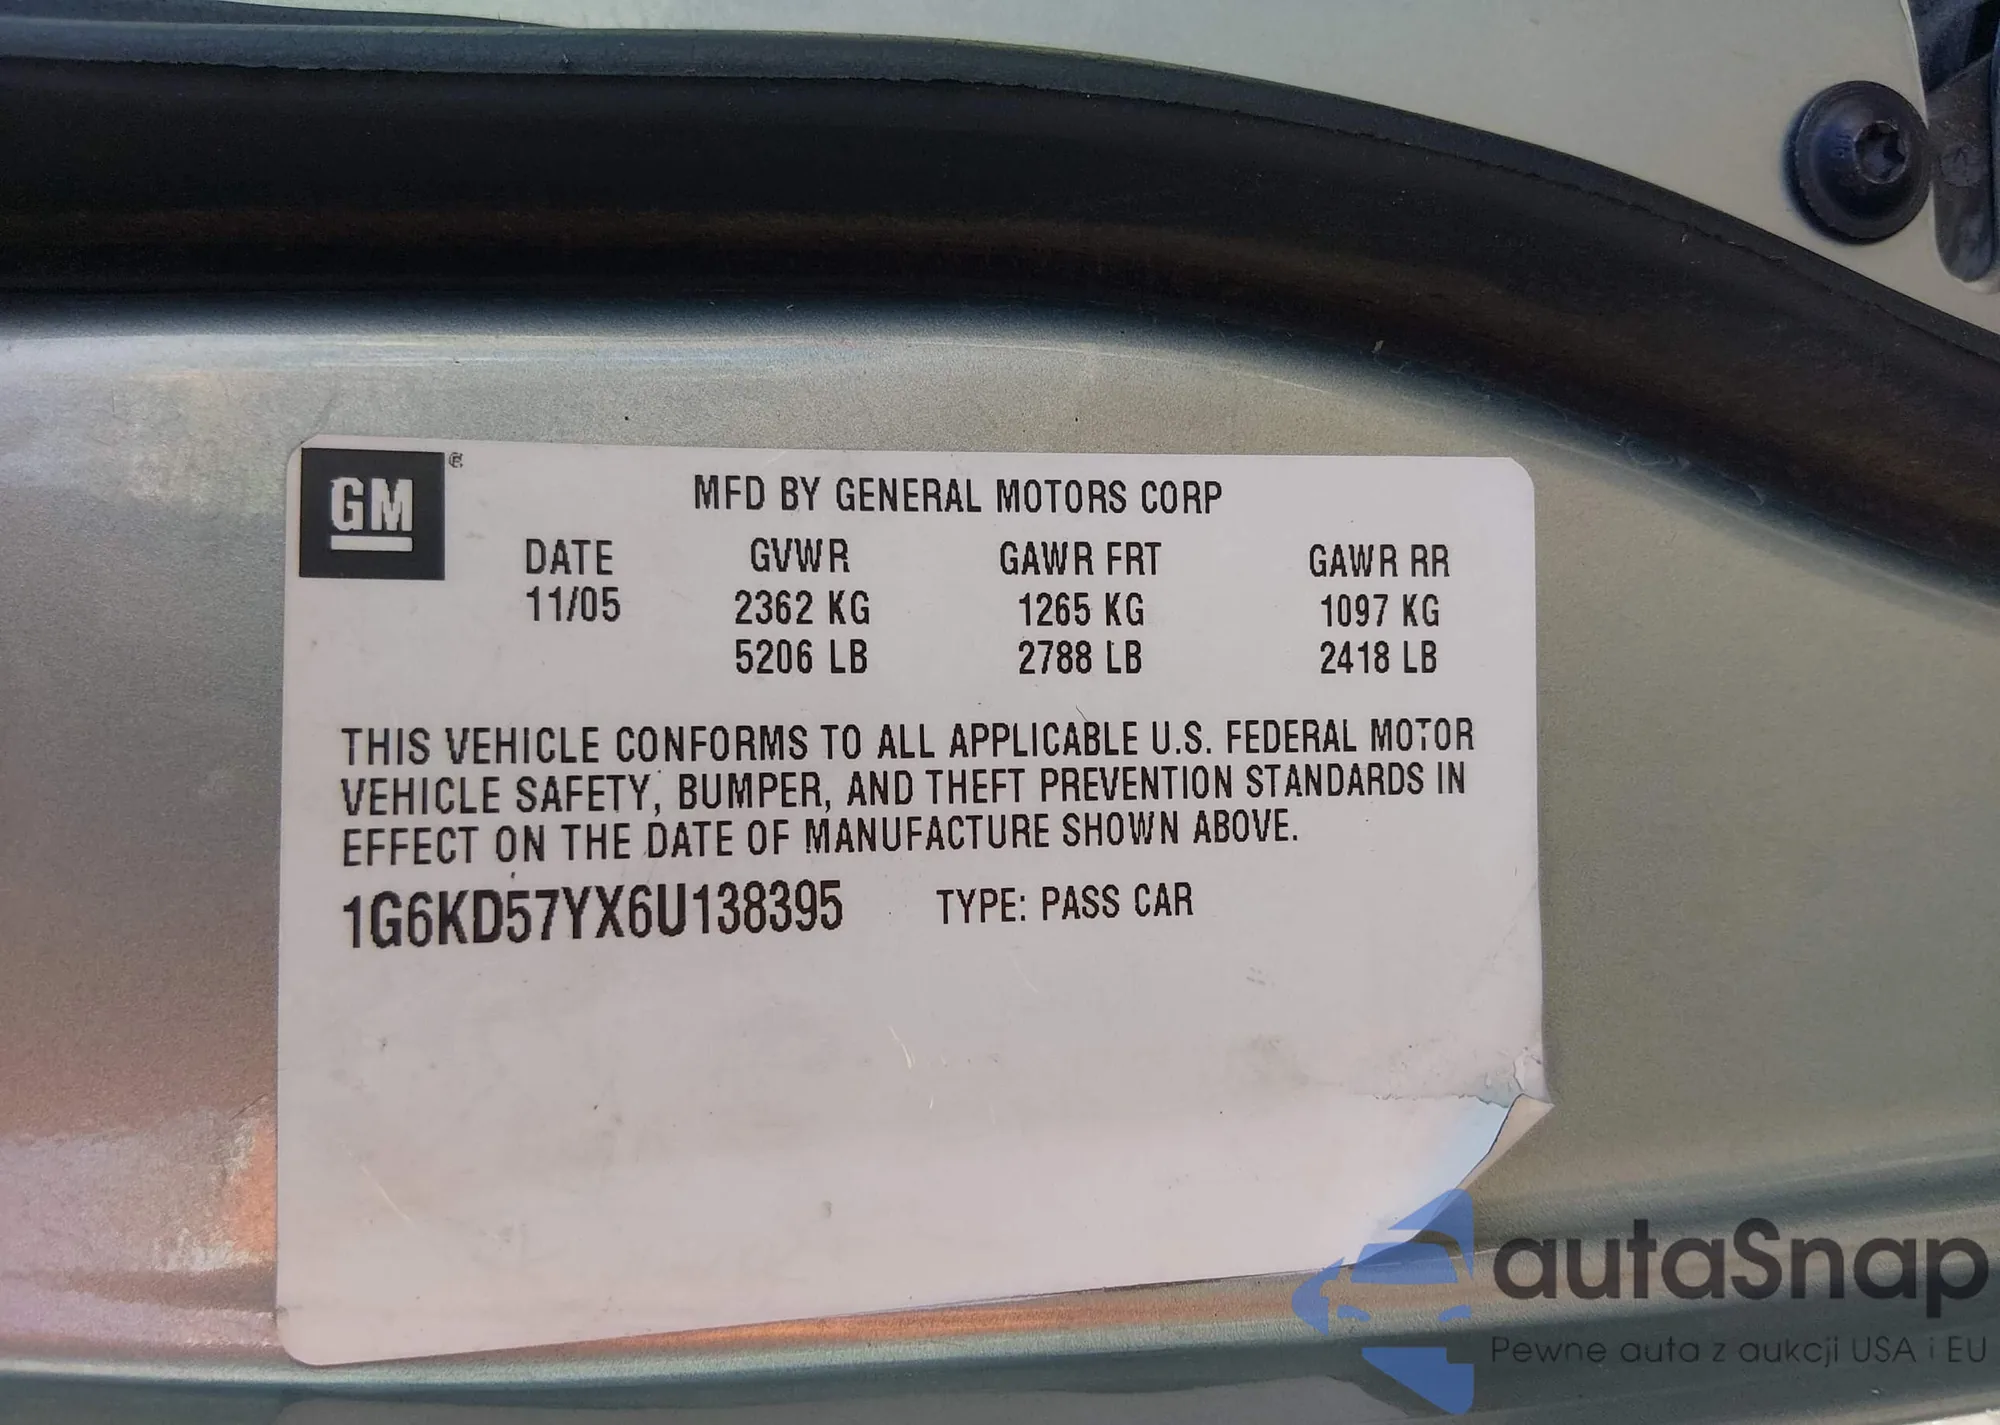 GM
®
MFD BY GENERAL MOTORS CORP
DATE GVWR GAWR FRT GAWR RR
11/05 2362 KG 1265 KG 1097 KG
5206 LB 2788 LB 2418 LB
THIS VEHICLE CONFORMS TO ALL APPLICABLE U.S. FEDERAL MOTOR
VEHICLE SAFETY, BUMPER, AND THEFT PREVENTION STANDARDS IN
EFFECT ON THE DATE OF MANUFACTURE SHOWN ABOVE.
1G6KD57YX6U138395 TYPE: PASS CAR
autaSnap
Pewne auta z aukcji USA i EU